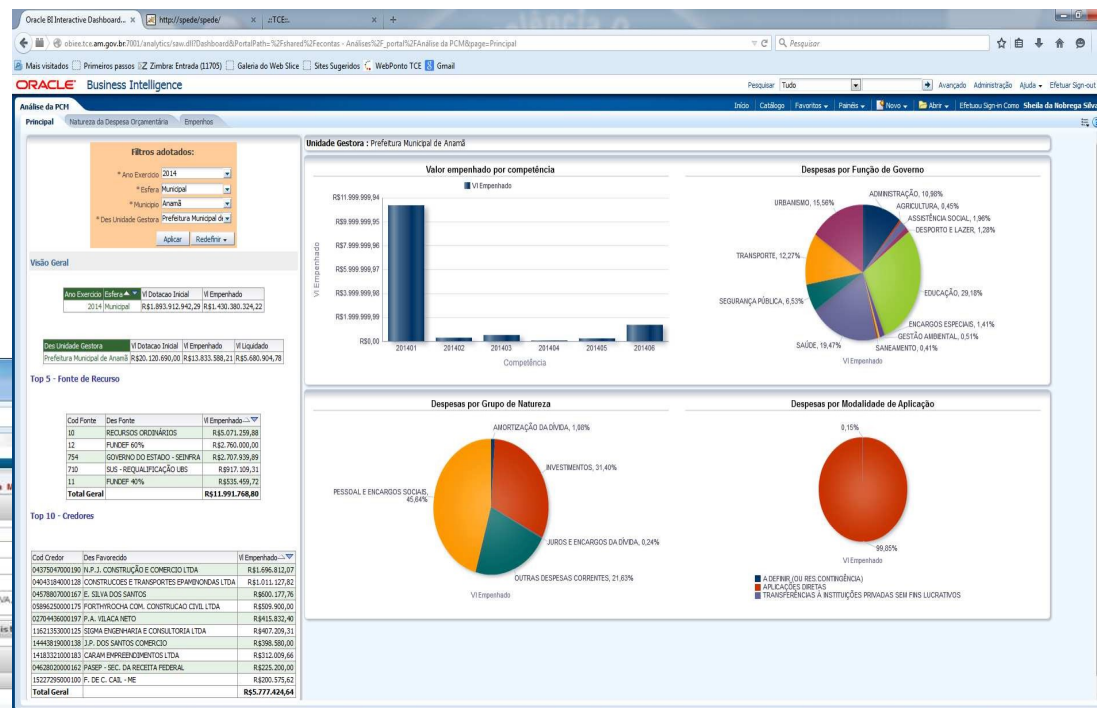 Oracle BI Interactive Dashboard... × http://spede/spede/ × .::TCE::. × +
obiee.tce.am.gov.br:7001/analytics/saw.dll?Dashboard&PortalPath=%2Fshared%2Fecontas - Análises%2F_portal%2FAnálise da PCM&page=Principal
Pesquisar
Mais visitados Primeiros passos Zimbra: Entrada (11705) Galeria do Web Slice Sites Sugeridos WebPonto TCE Gmail
ORACLE Business Intelligence
Pesquisar Tudo Avançado Administração Ajuda Efetuar Sign-out
Análise da PCM
Início Catálogo Favoritos Painéis Novo Abrir Efetuou Sign-in Como Sheila da Nobrega Silva
Principal Natureza da Despesa Orçamentária Empenhos
Filtros adotados:
* Ano Exercicio 2014
* Esfera Municipal
* Municipio Anamã
* Des Unidade Gestora Prefeitura Municipal de
Aplicar Redefinir
Visão Geral
Ano Exercicio Esfera Vl Dotacao Inicial Vl Empenhado
2014 Municipal R$1.893.912.942,29 R$1.430.380.324,22
Des Unidade Gestora Vl Dotacao Inicial Vl Empenhado Vl Liquidado
Prefeitura Municipal de Anamã R$20.120.690,00 R$13.833.588,21 R$5.680.904,78
Top 5 - Fonte de Recurso
Cod Fonte Des Fonte Vl Empenhado
10 RECURSOS ORDINÁRIOS R$5.071.259,88
12 FUNDEF 60% R$2.760.000,00
754 GOVERNO DO ESTADO - SEINFRA R$2.707.939,89
710 SUS - REQUALIFICAÇÃO UBS R$917.109,31
11 FUNDEF 40% R$535.459,72
Total Geral R$11.991.768,80
Top 10 - Credores
Cod Credor Des Favorecido Vl Empenhado
04375047000190 N.P.J. CONSTRUÇÃO E COMERCIO LTDA R$1.696.812,07
04043184000128 CONSTRUCOES E TRANSPORTES EPAMINONDAS LTDA R$1.011.127,82
04578807000167 E. SILVA DOS SANTOS R$600.177,76
05896250000175 FORTHYROCHA COM. CONSTRUCAO CIVIL LTDA R$509.900,00
02704436000197 P.A. VILACA NETO R$415.832,40
11621353000125 SIGMA ENGENHARIA E CONSULTORIA LTDA R$407.209,31
14443819000138 J.P. DOS SANTOS COMERCIO R$398.580,00
14183321000183 CARAM EMPREENDIMENTOS LTDA R$312.009,66
04628020000162 PASEP - SEC. DA RECEITA FEDERAL R$225.200,00
15227295000100 F. DE C. CAIL - ME R$200.575,62
Total Geral R$5.777.424,64
Unidade Gestora : Prefeitura Municipal de Anamã
Valor empenhado por competência
Vl Empenhado
R$11.999.999,94
R$9.999.999,95
R$7.999.999,96
R$5.999.999,97
R$3.999.999,98
R$1.999.999,99
R$0,00
Vl Empenhado
201401 201402 201403 201404 201405 201406
Competência
Despesas por Função de Governo
ADMINISTRAÇÃO, 10,98%
AGRICULTURA, 0,45%
ASSISTÊNCIA SOCIAL, 1,96%
DESPORTO E LAZER, 1,28%
EDUCAÇÃO, 29,18%
ENCARGOS ESPECIAIS, 1,41%
GESTÃO AMBIENTAL, 0,51%
SANEAMENTO, 0,41%
SAÚDE, 19,47%
SEGURANÇA PÚBLICA, 6,53%
TRANSPORTE, 12,27%
URBANISMO, 15,56%
Vl Empenhado
Despesas por Grupo de Natureza
AMORTIZAÇÃO DA DÍVIDA, 1,08%
INVESTIMENTOS, 31,40%
JUROS E ENCARGOS DA DÍVIDA, 0,24%
OUTRAS DESPESAS CORRENTES, 21,63%
PESSOAL E ENCARGOS SOCIAIS,
45,64%
Vl Empenhado
Despesas por Modalidade de Aplicação
0,15%
99,85%
Vl Empenhado
A DEFINIR (OU RES.CONTINGÊNCIA)
APLICAÇÕES DIRETAS
TRANSFERÊNCIAS À INSTITUIÇÕES PRIVADAS SEM FINS LUCRATIVOS